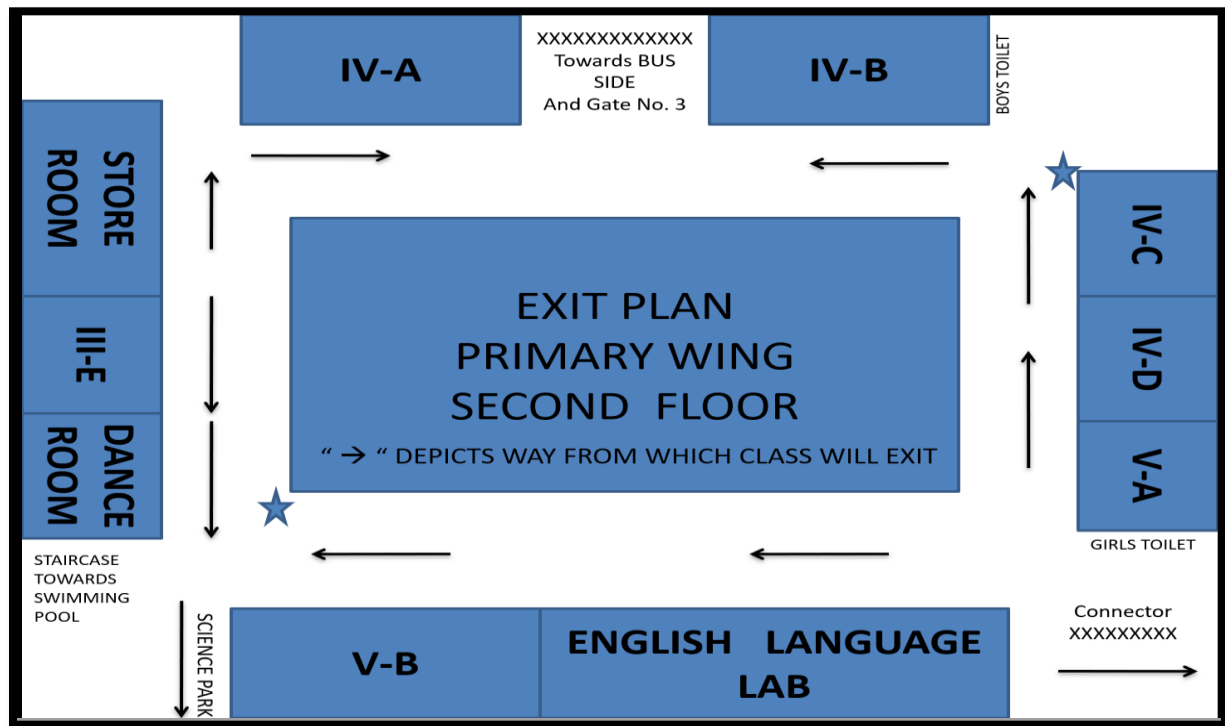 IV-A
XXXXXXXXXXXXX
Towards BUS
SIDE
And Gate No. 3
IV-B
BOYS TOILET
STORE
ROOM
III-E
DANCE
ROOM
EXIT PLAN
PRIMARY WING
SECOND FLOOR
“ → “ DEPICTS WAY FROM WHICH CLASS WILL EXIT
IV-C
IV-D
V-A
GIRLS TOILET
STAIRCASE
TOWARDS
SWIMMING
POOL
SCIENCE PARK
V-B
ENGLISH LANGUAGE
LAB
Connector
XXXXXXXXX